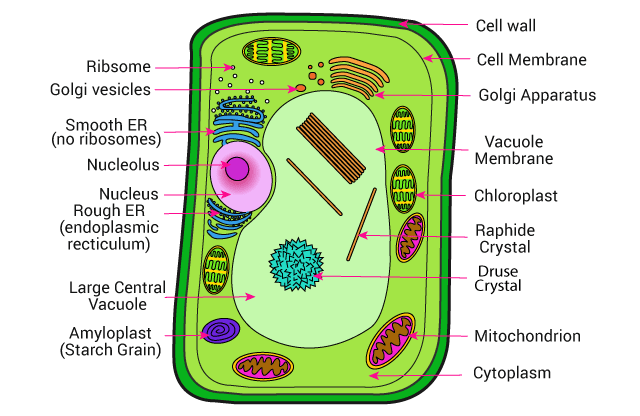 Cell wall
Cell Membrane
Golgi Apparatus
Vacuole
Membrane
Chloroplast
Raphide
Crystal
Druse
Crystal
Mitochondrion
Cytoplasm
Ribsome
Golgi vesicles
Smooth ER
(no ribosomes)
Nucleolus
Nucleus
Rough ER
(endoplasmic
recticulum)
Large Central
Vacuole
Amyloplast
(Starch Grain)